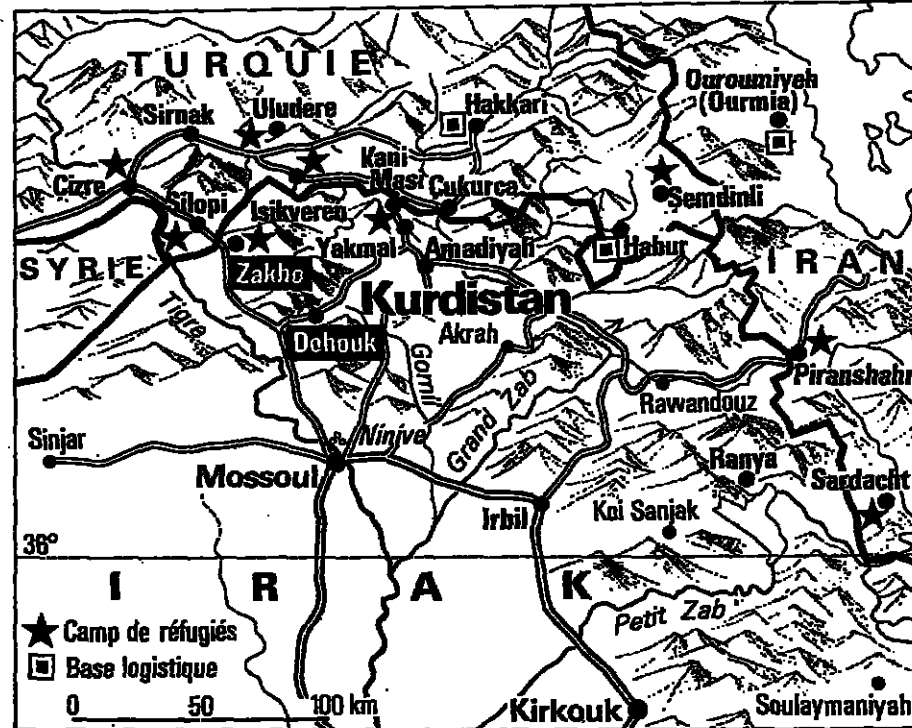 TURQUIE
Ouroumiyeh
(Ourmia)
Sirnak
Uludere
Hakkari
Kani
Masi
Cizre
Cukurca
Semdinli
Silopi
Isikveren
Yakmal
Amadiyah
Habur
SYRIE
Zakho
IRAN
Tigre
Kurdistan
Dohouk
Akrah
Gomil
Piranshahr
Grand Zab
Rawandouz
Sinjar
Ninive
Mossoul
Ranya
Sardacht
Irbil
Koi Sanjak
36°
IRAK
Petit Zab
Camp de réfugiés
Base logistique
0 50 100 km
Kirkouk
Soulaymaniyah